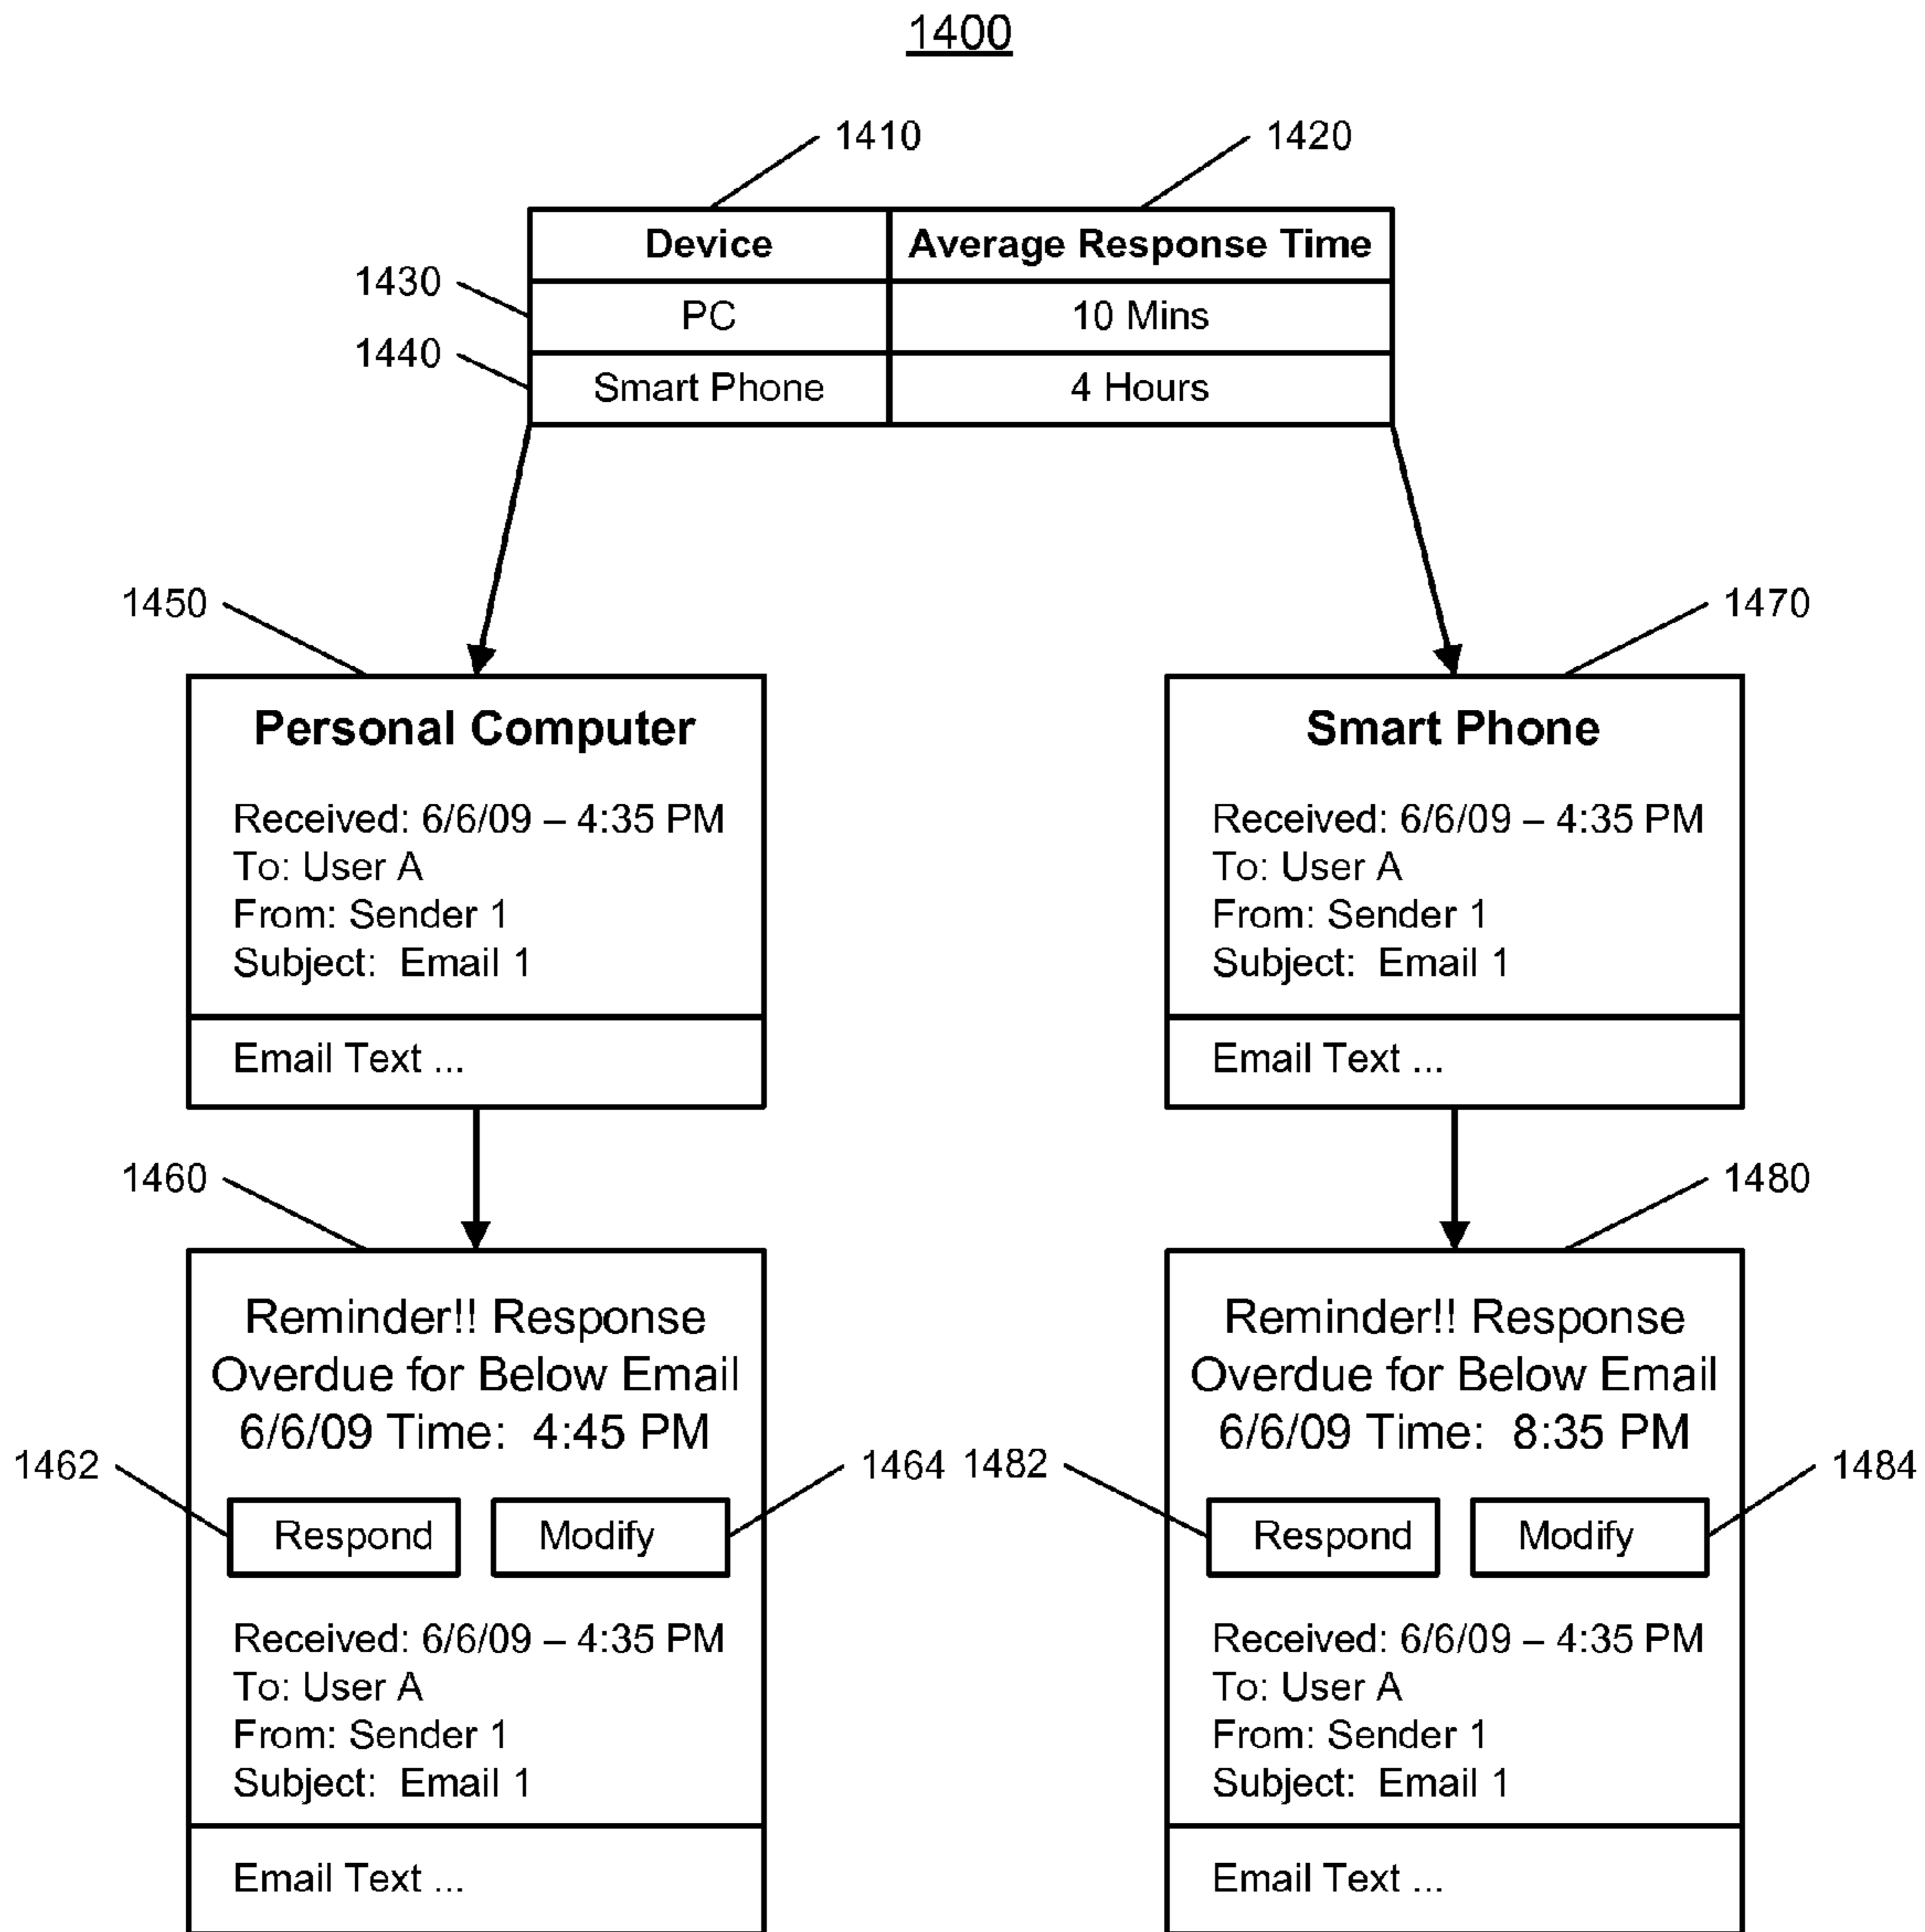 1400
1410
1420
Device
Average Response Time
1430
PC
10 Mins
1440
Smart Phone
4 Hours
1450
1470
Personal Computer
Received: 6/6/09 – 4:35 PM
To: User A
From: Sender 1
Subject:  Email 1
Email Text ...
Smart Phone
Received: 6/6/09 – 4:35 PM
To: User A
From: Sender 1
Subject:  Email 1
Email Text ...
1460
1480
Reminder!! Response
Overdue for Below Email
6/6/09 Time:  4:45 PM
1462
1464
Respond
Modify
Received: 6/6/09 – 4:35 PM
To: User A
From: Sender 1
Subject:  Email 1
Email Text ...
Reminder!! Response
Overdue for Below Email
6/6/09 Time:  8:35 PM
1482
1484
Respond
Modify
Received: 6/6/09 – 4:35 PM
To: User A
From: Sender 1
Subject:  Email 1
Email Text ...